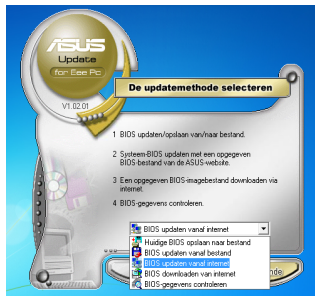 ASUS
Update
for Eee Pc
V1.02.01
De updatemethode selecteren
1 BIOS updaten/opslaan van/naar bestand.
2 Systeem-BIOS updaten met een opgegeven
BIOS-bestand van de ASUS-website.
3 Een opgegeven BIOS-imagebestand downloaden via
internet.
4 BIOS-gegevens controleren.
BIOS updaten vanaf internet
Huidige BIOS opslaan naar bestand
BIOS updaten vanaf bestand
BIOS updaten vanaf internet
BIOS downloaden van internet
BIOS-gegevens controleren